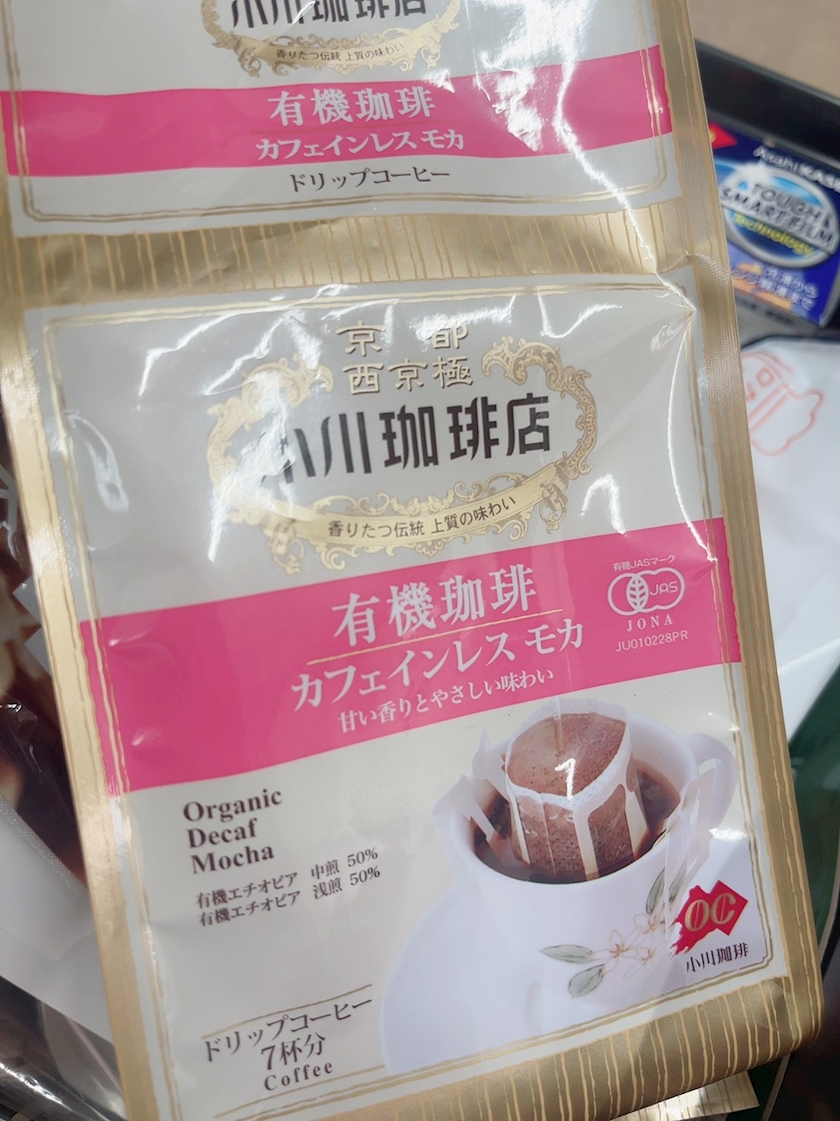 小川珈琲店
香りたつ伝統 上質の味わい
有機珈琲
カフェインレス モカ
ドリップコーヒー
Asahi KASEI
TOUGH
SMART FILM
Technology
京都
西京極
小川珈琲店
香りたつ伝統 上質の味わい
有機珈琲
カフェインレス モカ
甘い香りとやさしい味わい
有機JASマーク
JAS
JONA
JU010228PR
Organic
Decaf
Mocha
有機エチオピア 中煎 50%
有機エチオピア 浅煎 50%
OC
小川珈琲
ドリップコーヒー
7杯分
Coffee